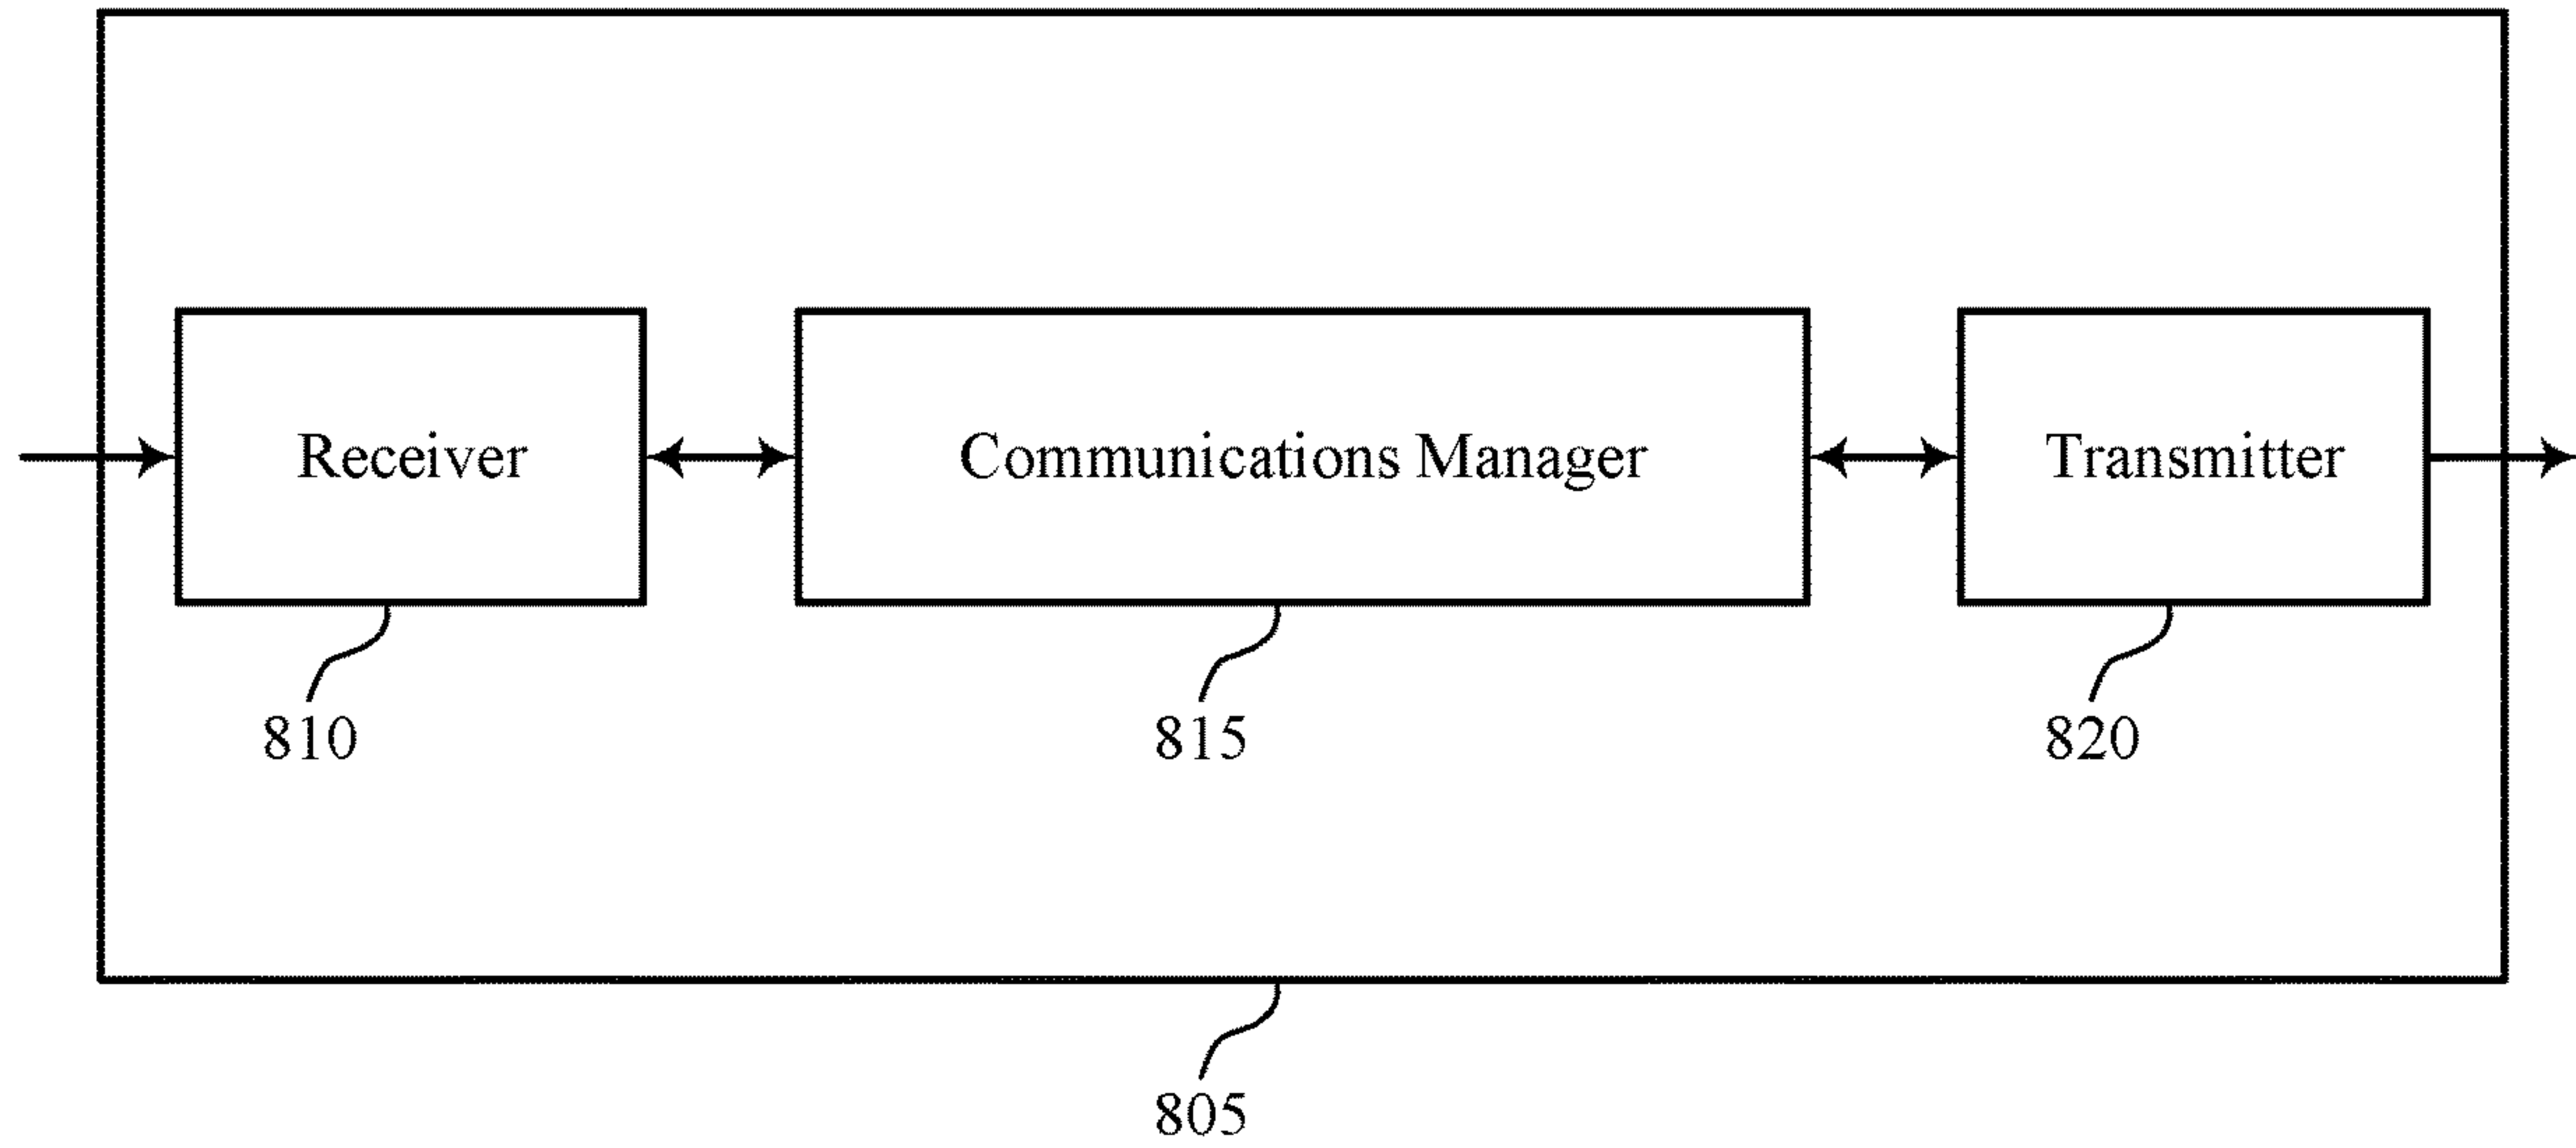 Receiver
Communications Manager
Transmitter
810
815
820
805